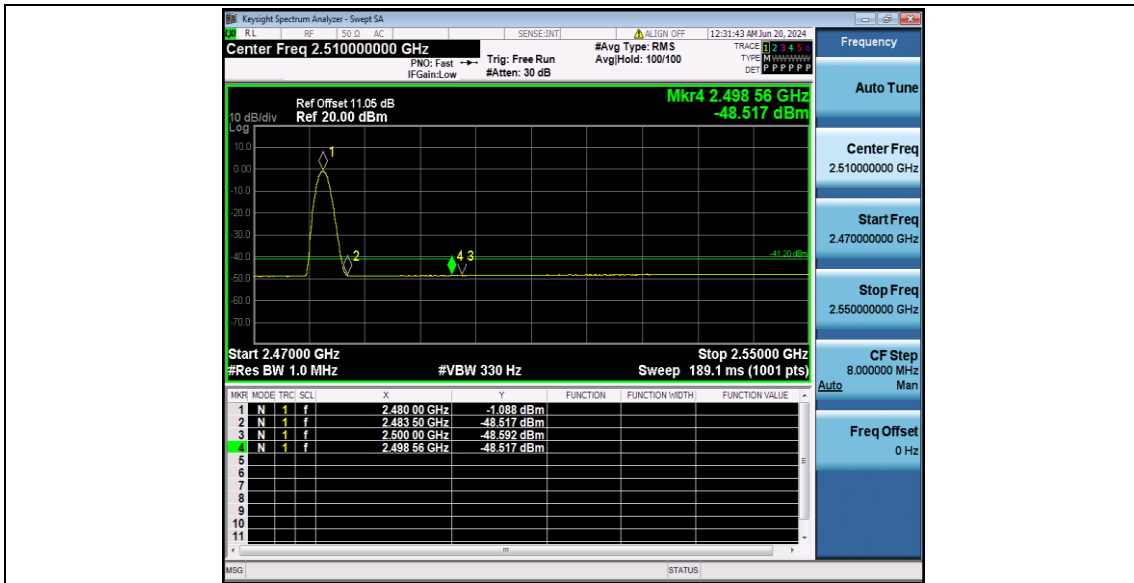 Keysight Spectrum Analyzer - Swept SA
LXI RL RF 50 Ω AC SENSE:INT ALIGN OFF 12:31:43 AM Jun 20, 2024
Center Freq 2.510000000 GHz
PNO: Fast
IFGain:Low
Trig: Free Run
#Atten: 30 dB
#Avg Type: RMS
Avg|Hold: 100/100
TRACE 1 2 3 4 5 6
TYPE M WWWWW
DET P P P P P P
Frequency
Auto Tune
Center Freq
2.510000000 GHz
Start Freq
2.470000000 GHz
Stop Freq
2.550000000 GHz
CF Step
8.000000 MHz
Auto Man
Freq Offset
0 Hz
Mkr4 2.498 56 GHz
-48.517 dBm
Ref Offset 11.05 dB
10 dB/div Ref 20.00 dBm
Log
10.0
0.00
-10.0
-20.0
-30.0
-40.0
-50.0
-60.0
-70.0
1
2
4 3
-41.20 dBm
Start 2.47000 GHz Stop 2.55000 GHz
#Res BW 1.0 MHz #VBW 330 Hz Sweep 189.1 ms (1001 pts)
MKR MODE TRC SCL X Y FUNCTION FUNCTION WIDTH FUNCTION VALUE
1 N 1 f 2.480 00 GHz -1.088 dBm
2 N 1 f 2.483 50 GHz -48.517 dBm
3 N 1 f 2.500 00 GHz -48.592 dBm
4 N 1 f 2.498 56 GHz -48.517 dBm
5
6
7
8
9
10
11
MSG STATUS